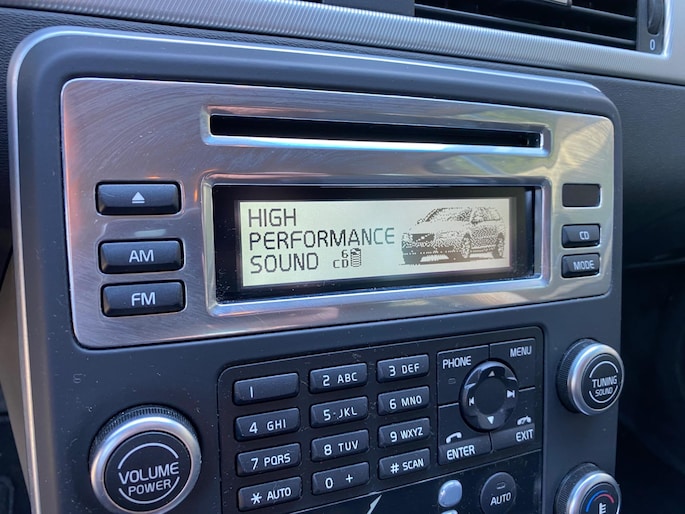 0
AM
FM
HIGH
PERFORMANCE
SOUND 6 CD
CD
MODE
PHONE
MENU
1
2 ABC
3 DEF
4 GHI
5 JKL
6 MNO
7 PQRS
8 TUV
9 WXYZ
* AUTO
0 +
# SCAN
ENTER
EXIT
VOLUME
POWER
TUNING
SOUND
AUTO